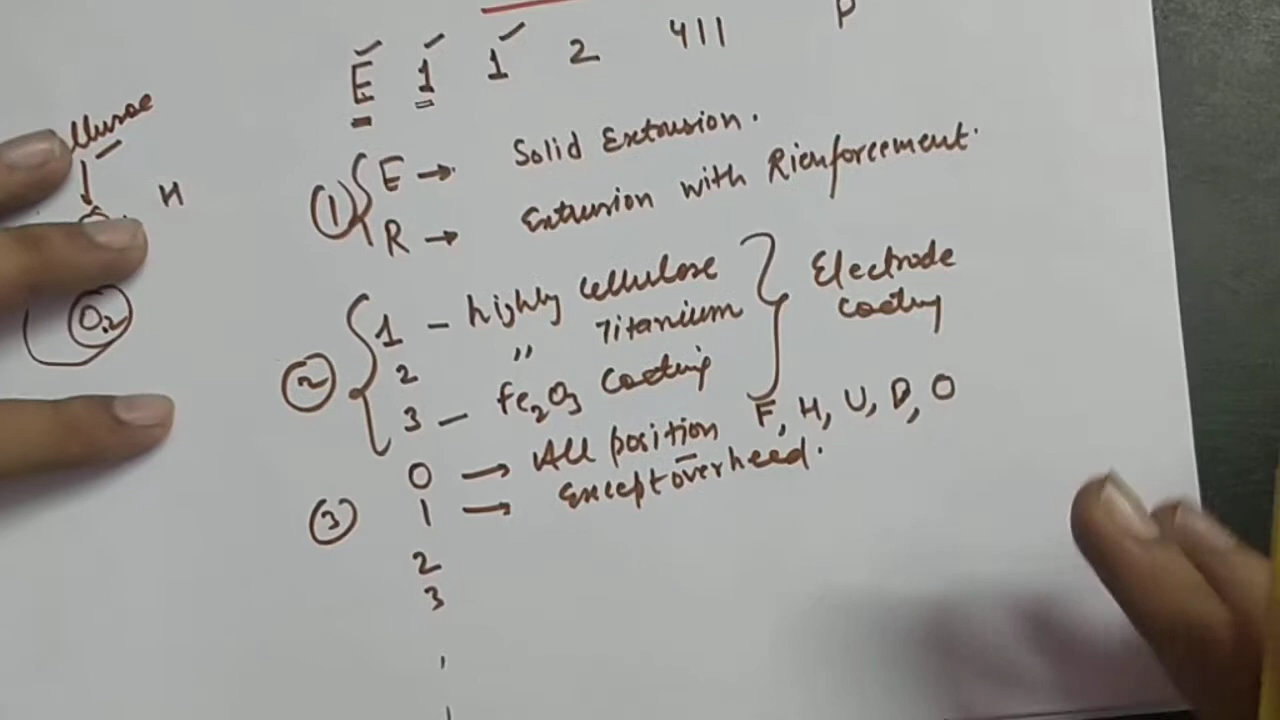 E 1 1 2 411 P
H
① E → Solid Extrusion.
R → Extrusion with Rienforcement.
O2
② 1 - highly cellulose
2 " Titanium
3 - Fe2O3 Coating
Electrode
coating
③ 0 → All position F, H, U, D, O
1 → Except overhead.
2
3